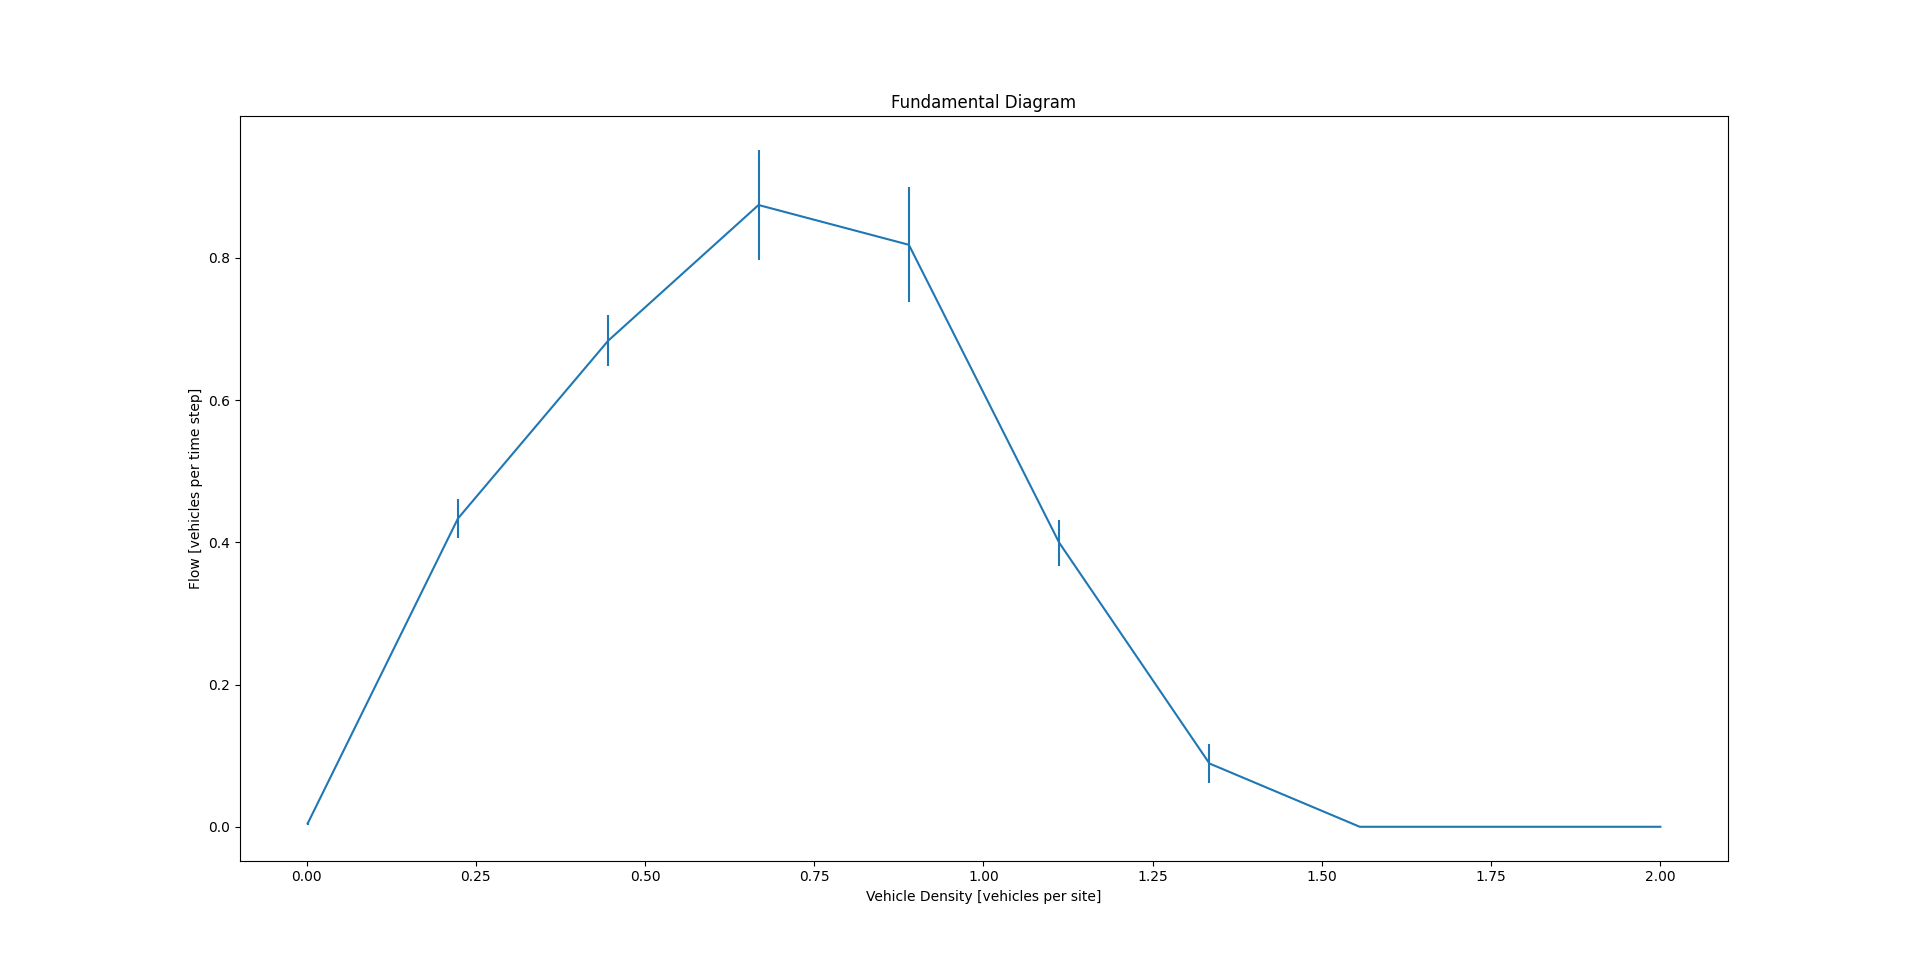 Fundamental Diagram
Flow [vehicles per time step]
0.8
0.6
0.4
0.2
0.0
0.00 0.25 0.50 0.75 1.00 1.25 1.50 1.75 2.00
Vehicle Density [vehicles per site]